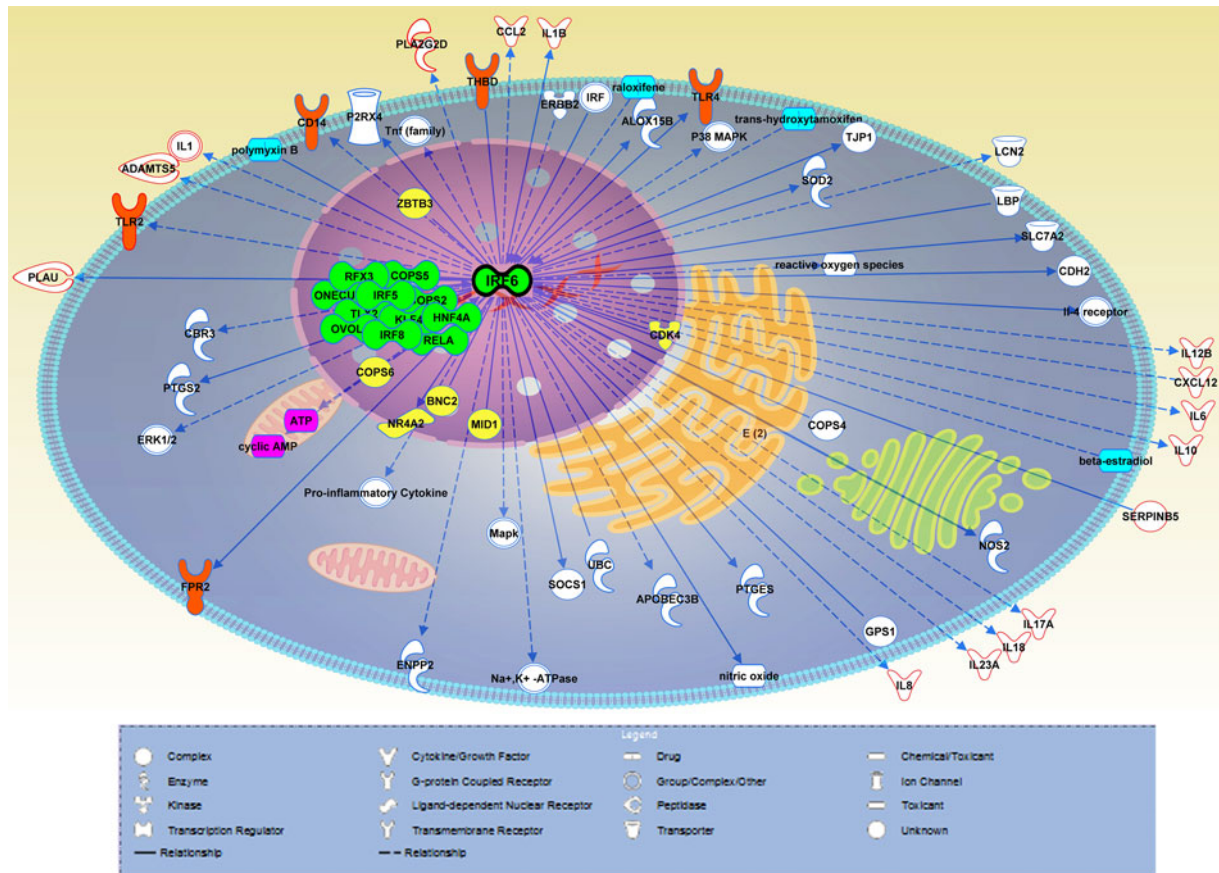 PLA2G2D
CCL2
IL1B
THBD
raloxifene
TLR4
ERBB2
IRF
CD14
P2RX4
Tnf (family)
ALOX15B
P38 MAPK
trans-hydroxytamoxifen
TJP1
IL1
polymyxin B
ADAMTS5
LCN2
SOD2
LBP
ZBTB3
TLR2
SLC7A2
PLAU
RFX3
COPS5
IRF6
reactive oxygen species
CDH2
ONECU
IRF5
OPS2
TLX2
KLF4
HNF4A
IL4 receptor
CBR3
OVOL
IRF8
RELA
CDK4
IL12B
PTGS2
COPS6
CXCL12
BNC2
IL6
ATP
NR4A2
MID1
COPS4
ERK1/2
cyclic AMP
E (2)
IL10
beta-estradiol
Pro-inflammatory Cytokine
SERPINB5
Mapk
NOS2
FPR2
SOCS1
UBC
PTGES
APOBEC3B
IL17A
GPS1
IL18
ENPP2
Na+,K+ -ATPase
nitric oxide
IL23A
IL8
Legend
Complex
Cytokine/Growth Factor
Drug
Chemical/Toxicant
Enzyme
G-protein Coupled Receptor
Group/Complex/Other
Ion Channel
Kinase
Ligand-dependent Nuclear Receptor
Peptidase
Toxicant
Transcription Regulator
Transmembrane Receptor
Transporter
Unknown
Relationship
Relationship